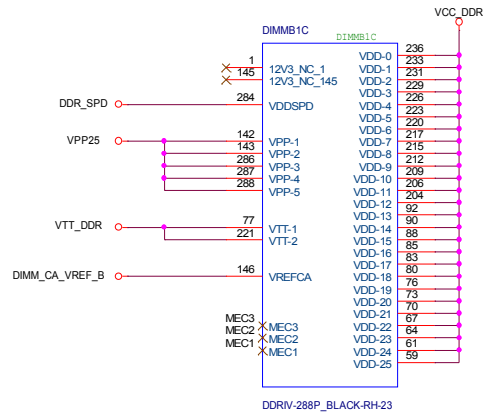 VCC_DDR
DIMMB1C
DIMMB1C
1 12V3_NC_1
145 12V3_NC_145
DDR_SPD 284 VDDSPD
VPP25 142 VPP-1
143 VPP-2
286 VPP-3
287 VPP-4
288 VPP-5
VTT_DDR 77 VTT-1
221 VTT-2
DIMM_CA_VREF_B 146 VREFCA
MEC3 MEC3
MEC2 MEC2
MEC1 MEC1
VDD-0 236
VDD-1 233
VDD-2 231
VDD-3 229
VDD-4 226
VDD-5 223
VDD-6 220
VDD-7 217
VDD-8 215
VDD-9 212
VDD-10 209
VDD-11 206
VDD-12 204
VDD-13 92
VDD-14 90
VDD-15 88
VDD-16 85
VDD-17 83
VDD-18 80
VDD-19 76
VDD-20 73
VDD-21 70
VDD-22 67
VDD-23 64
VDD-24 61
VDD-25 59
DDRIV-288P_BLACK-RH-23